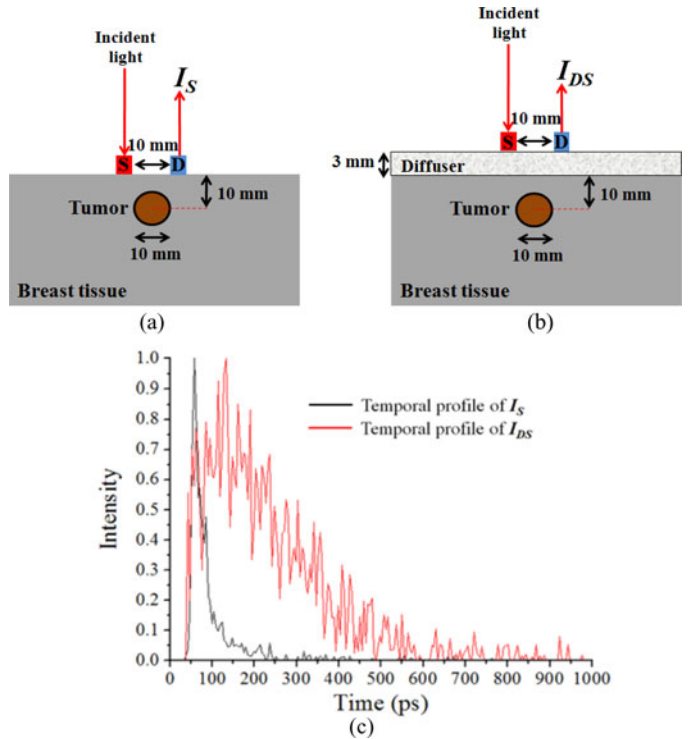 Incident
light
I_S
10 mm
S
D
10 mm
Tumor
10 mm
Breast tissue
(a)
Incident
light
I_DS
10 mm
S
D
3 mm
Diffuser
10 mm
Tumor
10 mm
Breast tissue
(b)
1.0
0.9
0.8
0.7
0.6
0.5
0.4
0.3
0.2
0.1
0.0
Intensity
Temporal profile of I_S
Temporal profile of I_DS
0 100 200 300 400 500 600 700 800 900 1000
Time (ps)
(c)